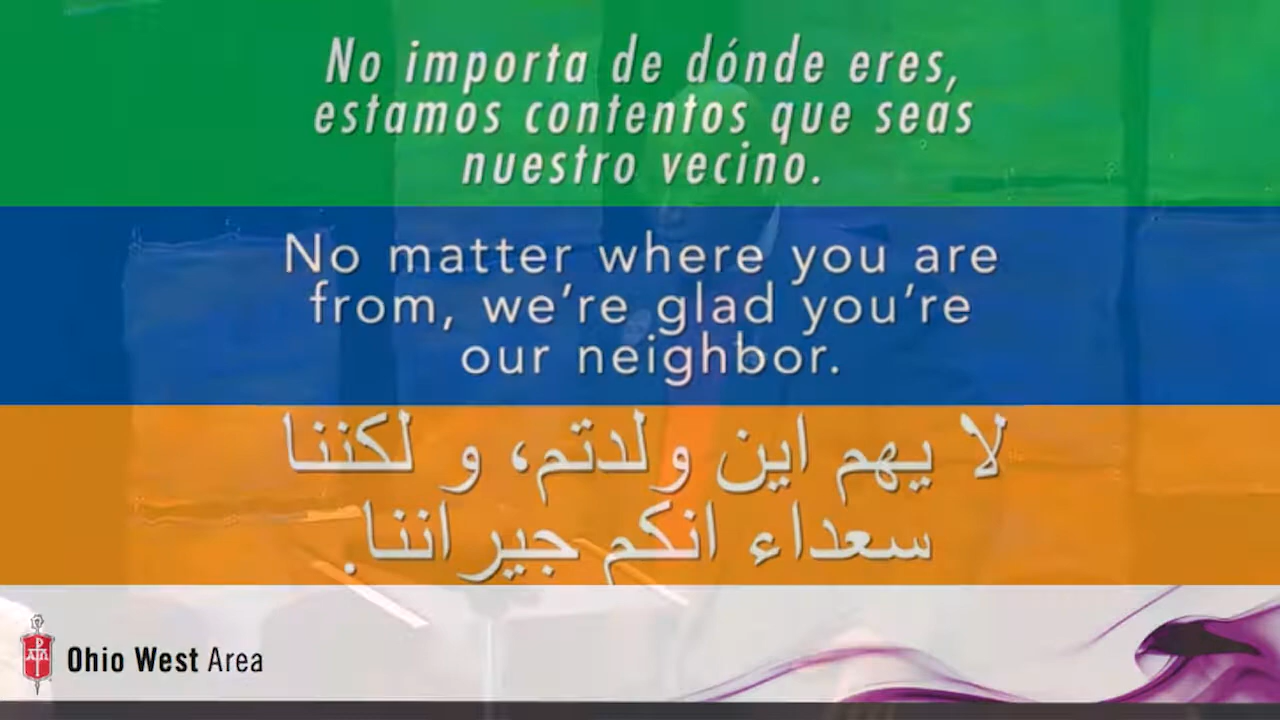 No importa de dónde eres,
estamos contentos que seas
nuestro vecino.
No matter where you are
from, we're glad you're
our neighbor.
لا يهم اين ولدتم، و لكننا
سعداء انكم جيراننا.
Ohio West Area